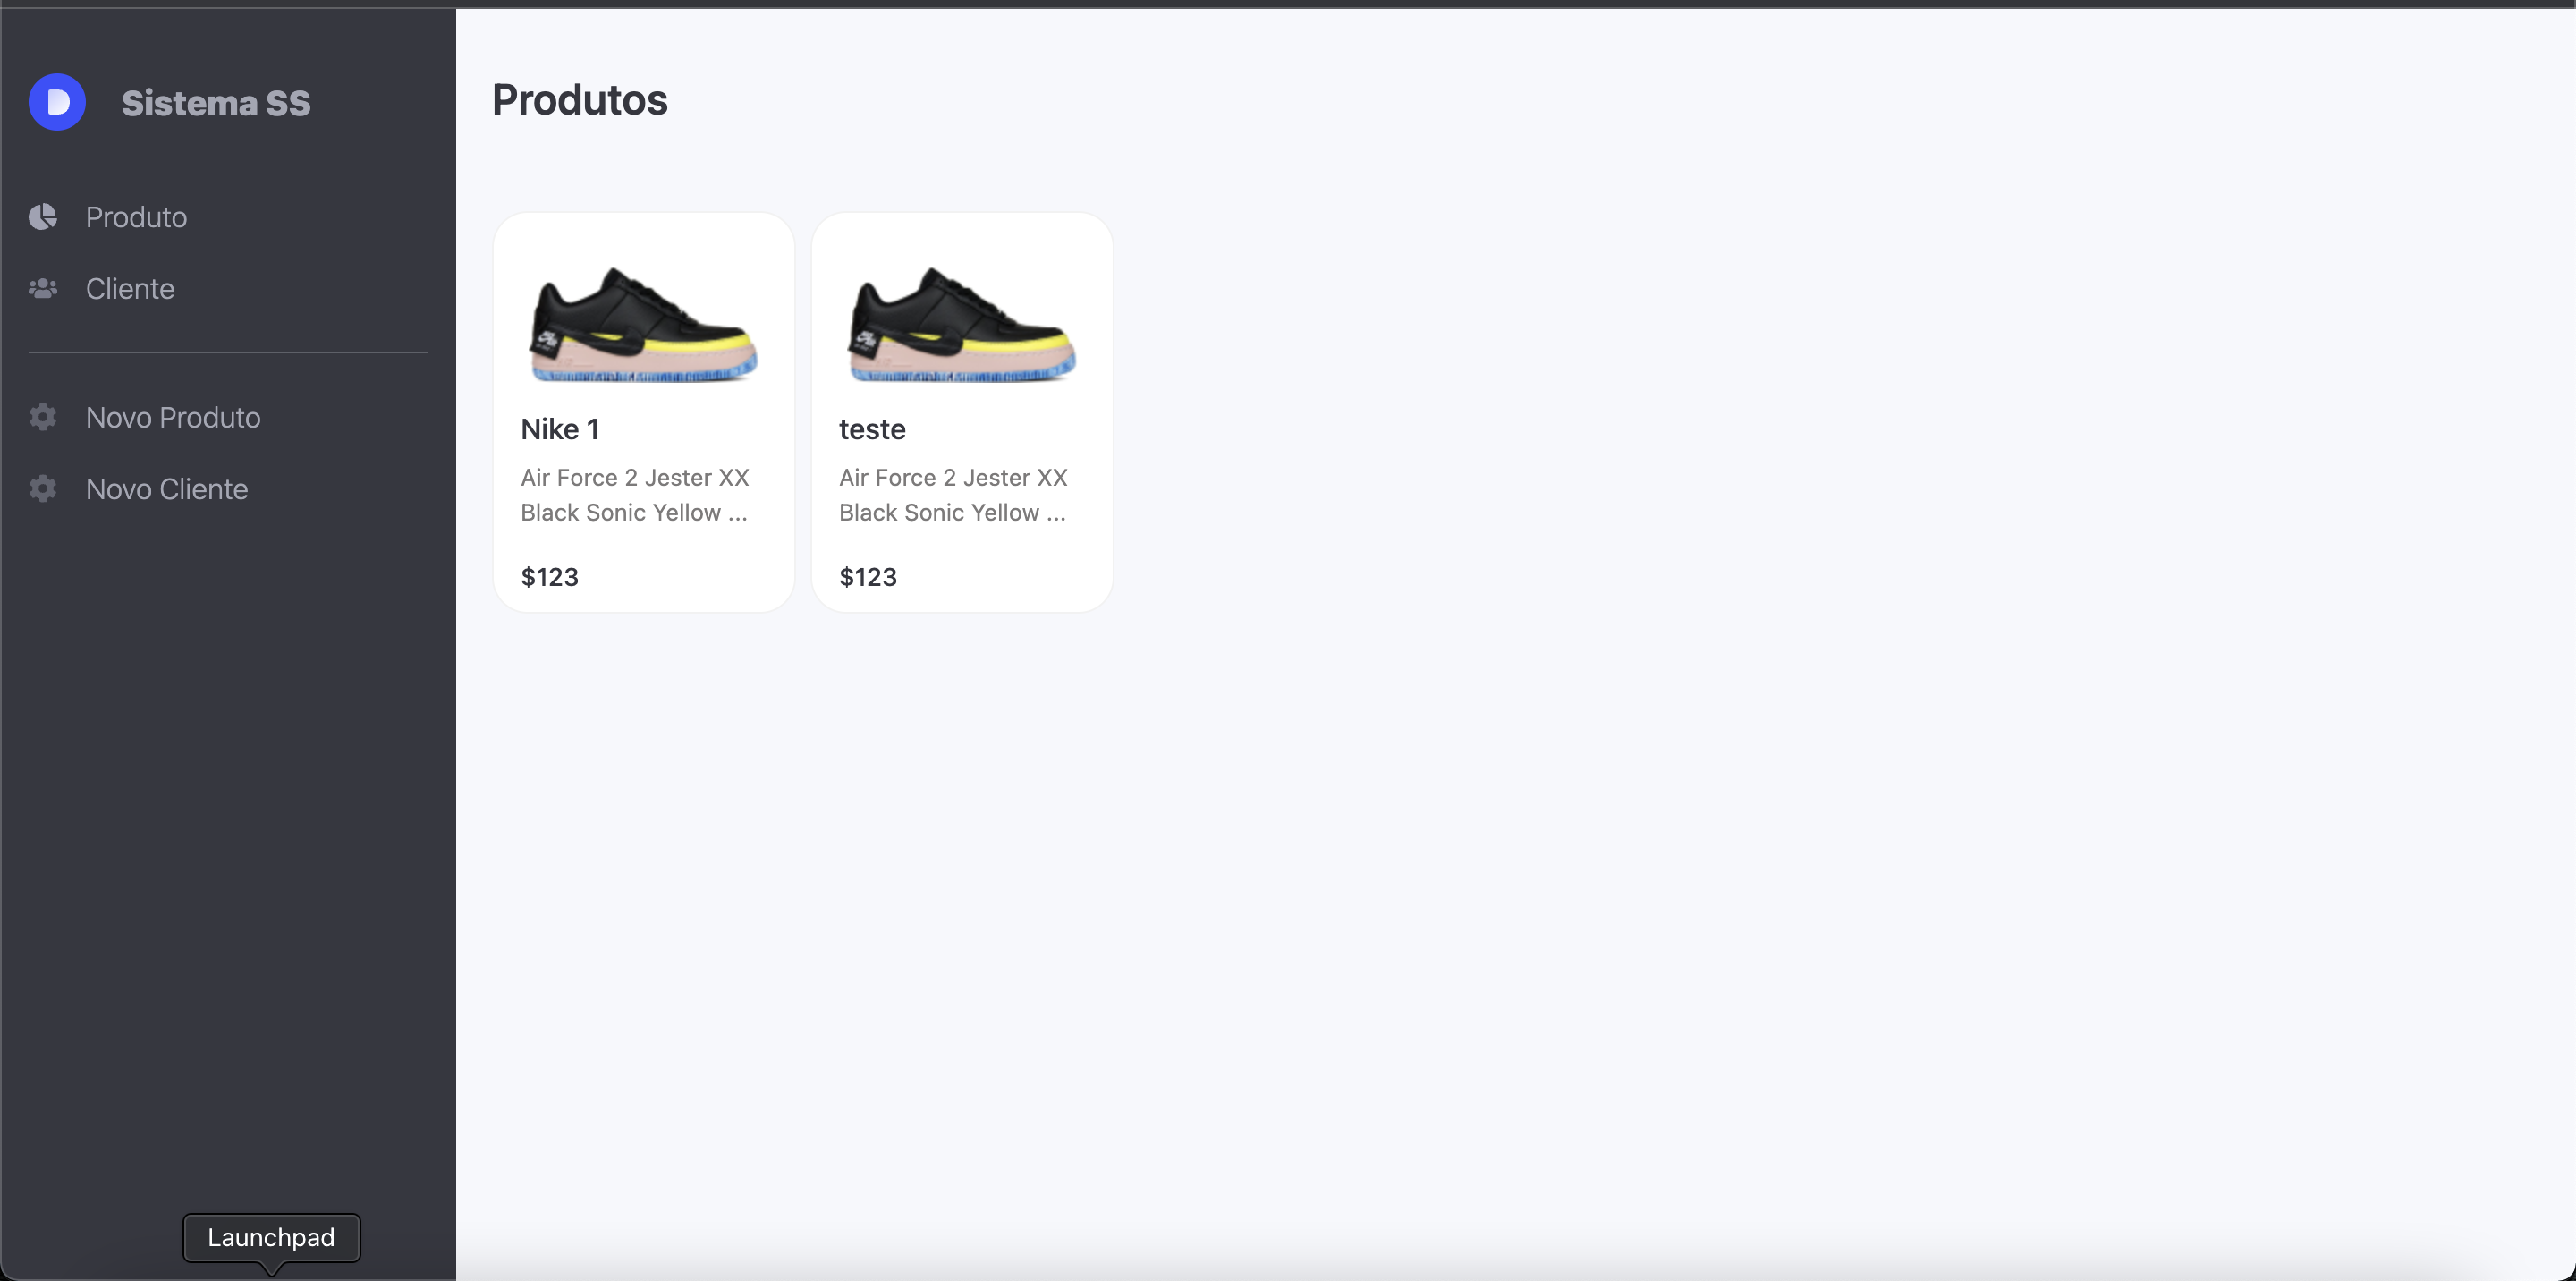 D
Sistema SS
Produto
Cliente
Novo Produto
Novo Cliente
Produtos
Nike 1
Air Force 2 Jester XX
Black Sonic Yellow ...
$123
teste
Air Force 2 Jester XX
Black Sonic Yellow ...
$123
Launchpad